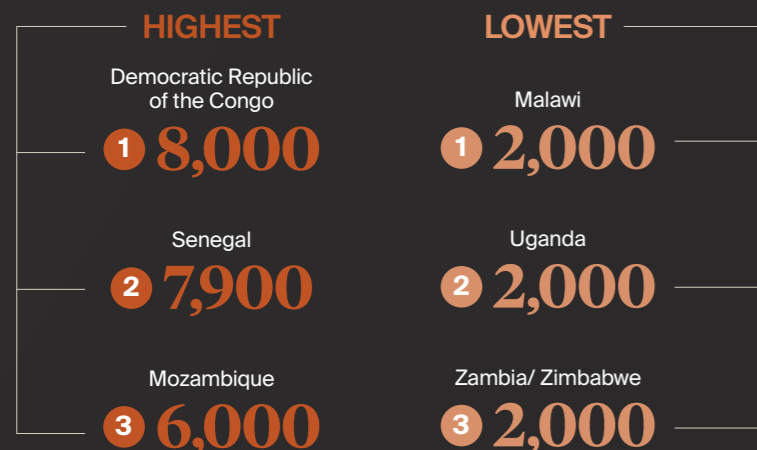 HIGHEST
Democratic Republic
of the Congo
1 8,000
Senegal
2 7,900
Mozambique
3 6,000
LOWEST
Malawi
1 2,000
Uganda
2 2,000
Zambia/ Zimbabwe
3 2,000